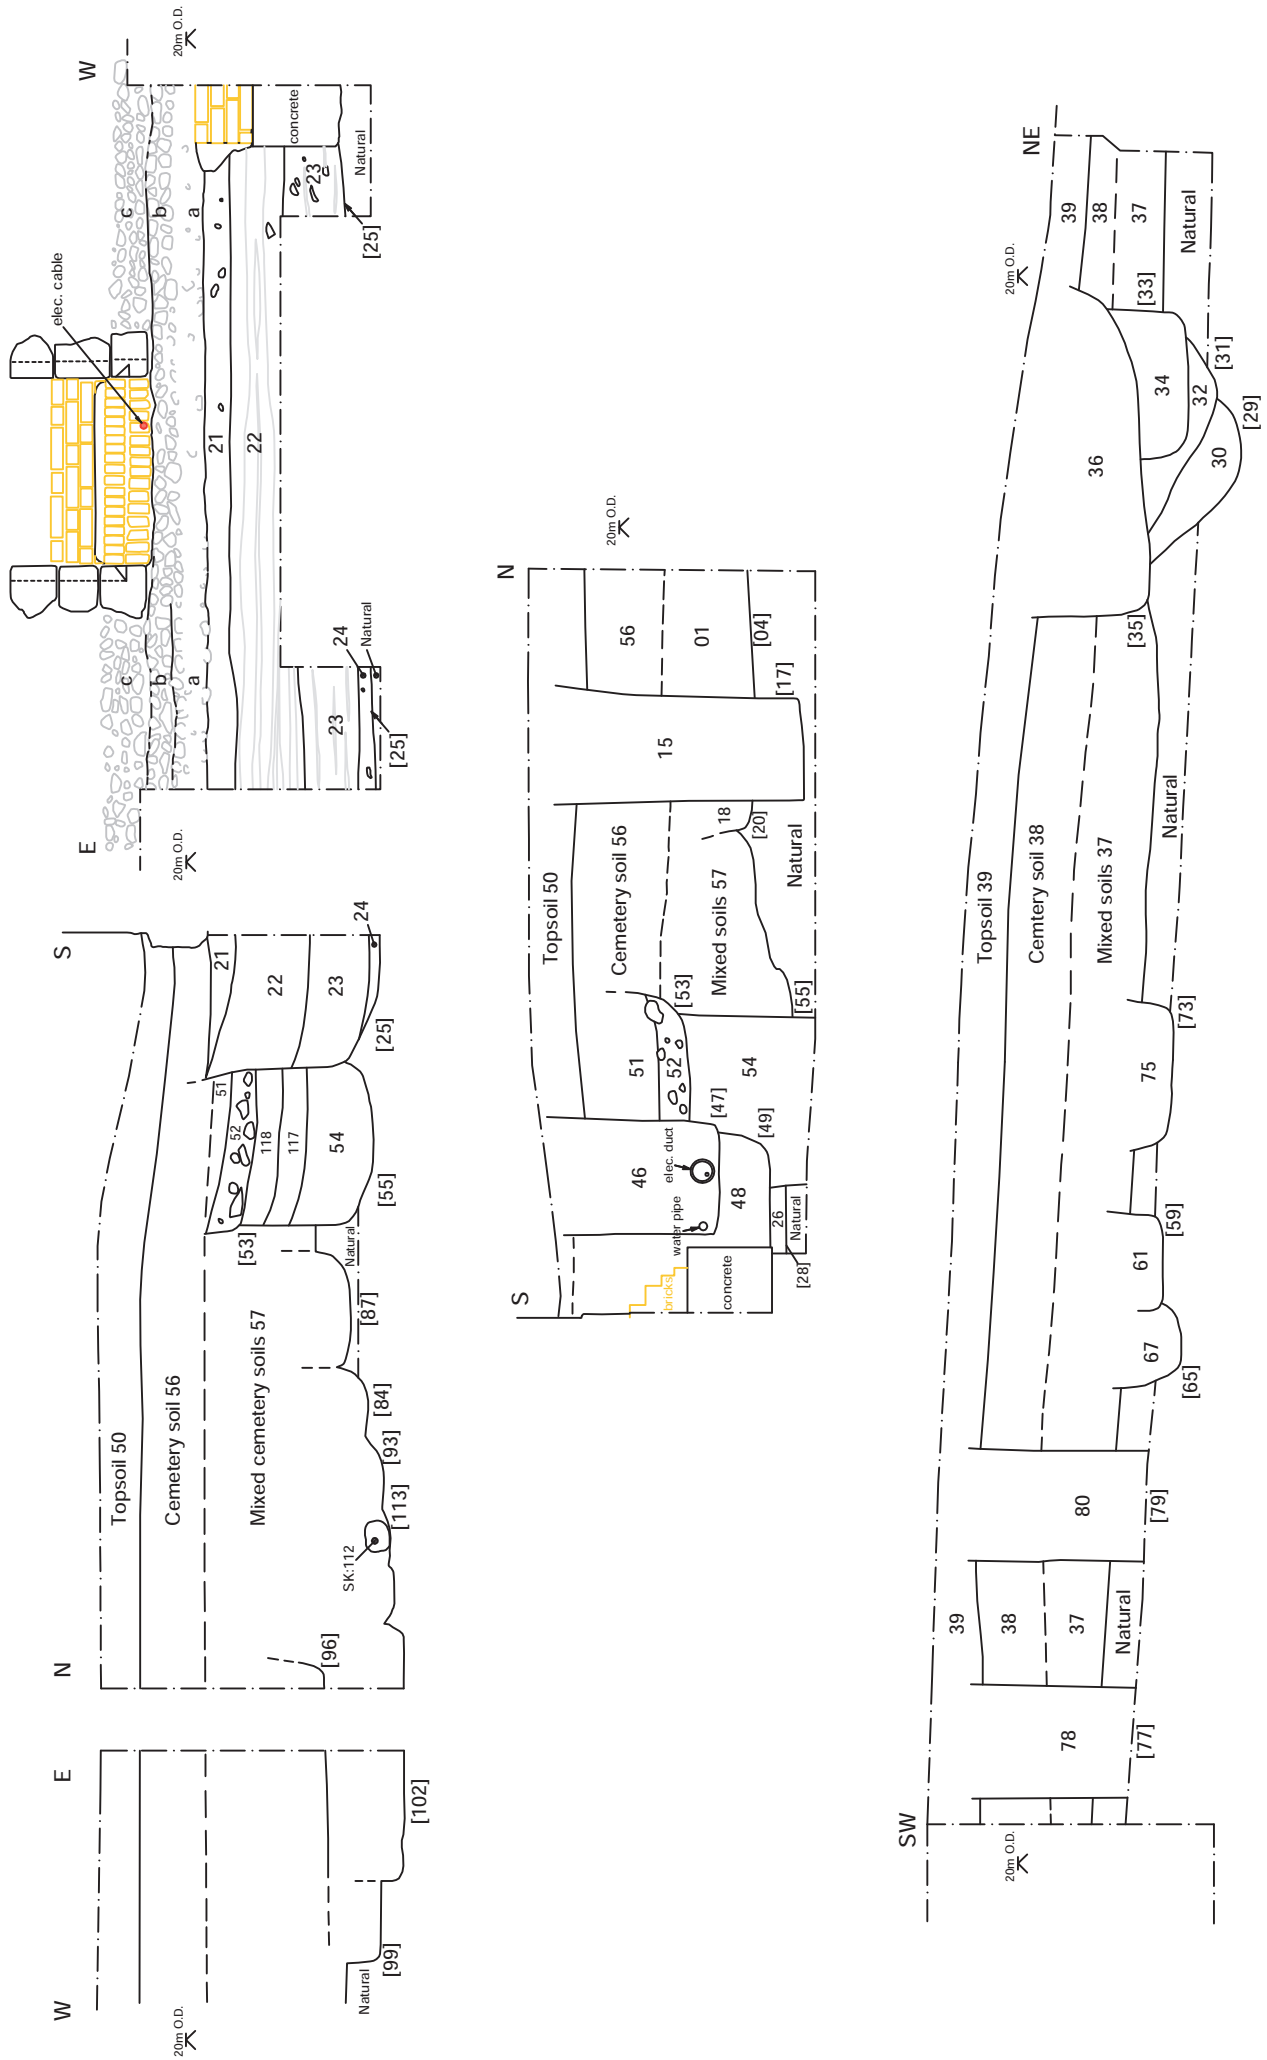 W
E
20m O.D.
20m O.D.
elec. cable
c
b
a
c
b
a
21
22
23
24
Natural
[25]
concrete
23
Natural
[25]
W
E
N
S
20m O.D.
Topsoil 50
Cemetery soil 56
Mixed cemetery soils 57
Natural
[99]
[102]
[96]
SK:112
[113]
[93]
[84]
[87]
Natural
[53]
[55]
51
52
118
117
54
21
22
23
24
[25]
S
N
20m O.D.
bricks
concrete
water pipe
elec. duct
46
48
26
Natural
[28]
[47]
[49]
51
52
54
[53]
[55]
Topsoil 50
Cemetery soil 56
Mixed soils 57
Natural
18
[20]
15
[17]
56
01
[04]
SW
NE
20m O.D.
20m O.D.
78
[77]
39
38
37
Natural
80
[79]
67
[65]
61
[59]
75
[73]
Topsoil 39
Cemtery soil 38
Mixed soils 37
Natural
[35]
36
34
32
30
[33]
[31]
[29]
39
38
37
Natural